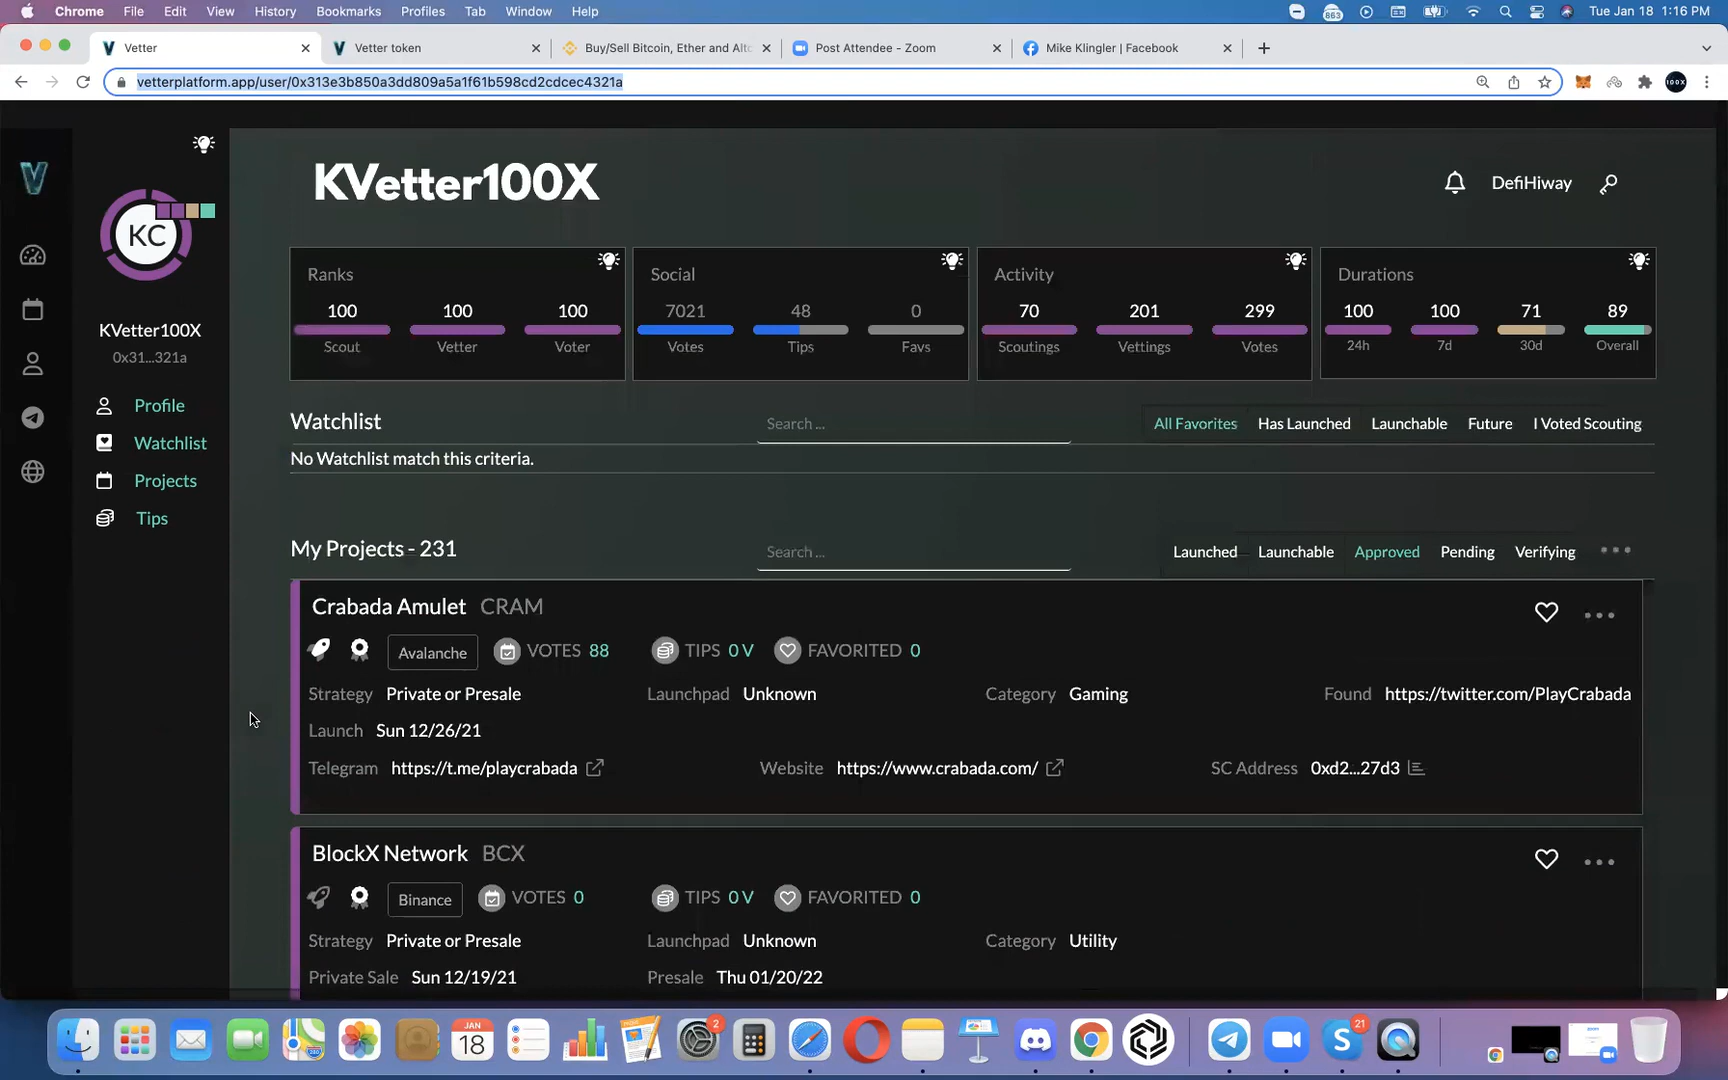 Chrome File Edit View History Bookmarks Profiles Tab Window Help 863 Tue Jan 18 1:16 PM
Vetter Vetter token Buy/Sell Bitcoin, Ether and Altc Post Attendee - Zoom Mike Klingler | Facebook
vetterplatform.app/user/0x313e3b850a3dd809a5a1f61b598cd2cdcec4321a 100X
KVetter100X
DefiHiway
V
KC
KVetter100X
0x31...321a
Profile
Watchlist
Projects
Tips
Ranks
100 100 100
Scout Vetter Voter
Social
7021 48 0
Votes Tips Favs
Activity
70 201 299
Scoutings Vettings Votes
Durations
100 100 71 89
24h 7d 30d Overall
Watchlist Search ... All Favorites Has Launched Launchable Future I Voted Scouting
No Watchlist match this criteria.
My Projects - 231 Search ... Launched Launchable Approved Pending Verifying
Crabada Amulet CRAM
Avalanche VOTES 88 TIPS 0 V FAVORITED 0
Strategy Private or Presale Launchpad Unknown Category Gaming Found https://twitter.com/PlayCrabada
Launch Sun 12/26/21
Telegram https://t.me/playcrabada Website https://www.crabada.com/ SC Address 0xd2...27d3
BlockX Network BCX
Binance VOTES 0 TIPS 0 V FAVORITED 0
Strategy Private or Presale Launchpad Unknown Category Utility
Private Sale Sun 12/19/21 Presale Thu 01/20/22
JAN
18
2
21